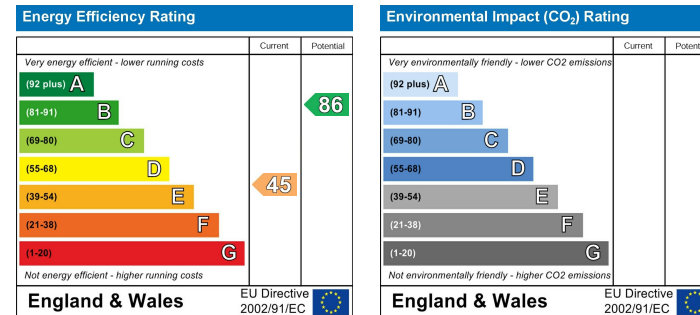 Energy Efficiency Rating
Current Potential
Very energy efficient - lower running costs
(92 plus) A
(81-91) B
86
(69-80) C
(55-68) D
45
(39-54) E
(21-38) F
(1-20) G
Not energy efficient - higher running costs
England & Wales
EU Directive
2002/91/EC
Environmental Impact (CO₂) Rating
Current Potent
Very environmentally friendly - lower CO2 emissions
(92 plus) A
(81-91) B
(69-80) C
(55-68) D
(39-54) E
(21-38) F
(1-20) G
Not environmentally friendly - higher CO2 emissions
England & Wales
EU Directive
2002/91/EC